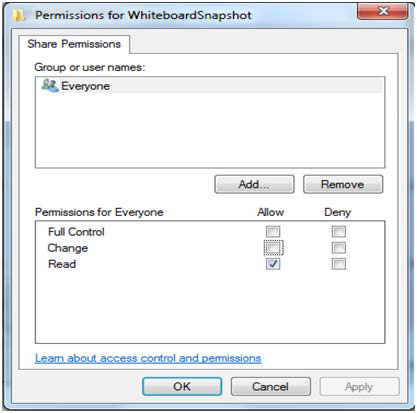 Permissions for WhiteboardSnapshot
Share Permissions
Group or user names:
Everyone
Add... Remove
Permissions for Everyone Allow Deny
Full Control
Change
Read
Learn about access control and permissions
OK Cancel Apply